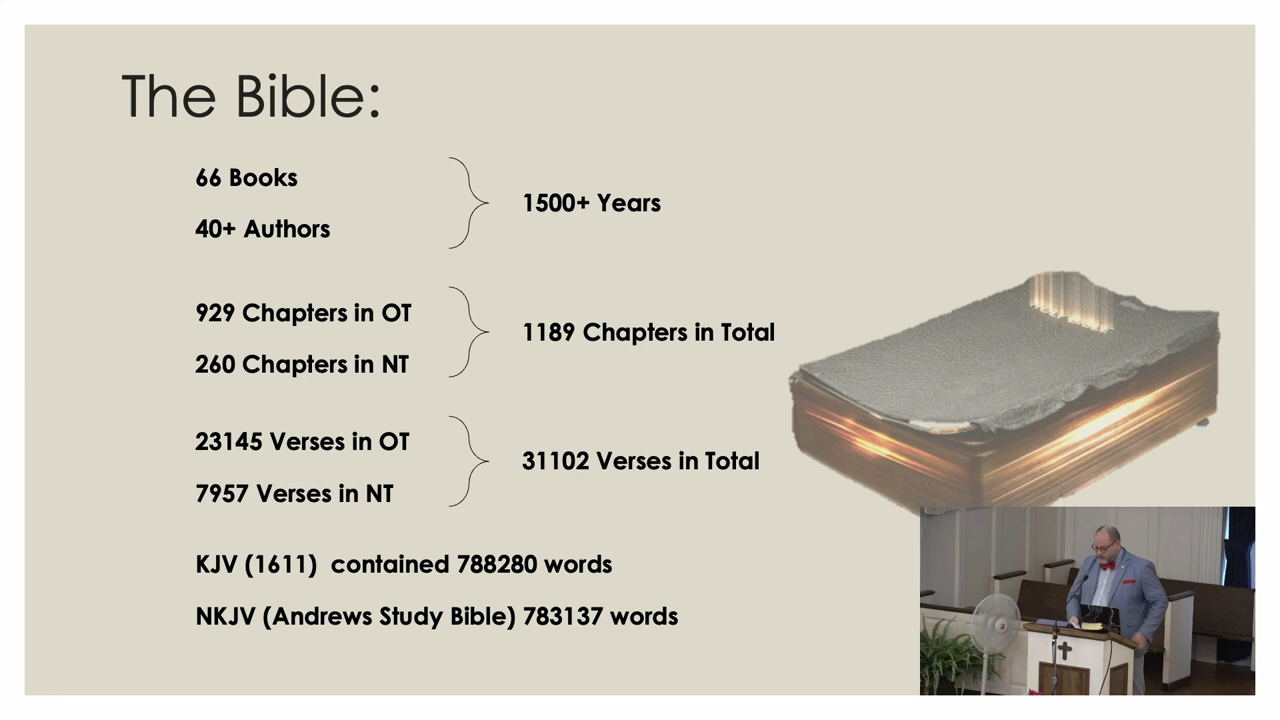 The Bible:
66 Books
40+ Authors
1500+ Years
929 Chapters in OT
260 Chapters in NT
1189 Chapters in Total
23145 Verses in OT
7957 Verses in NT
31102 Verses in Total
KJV (1611)  contained 788280 words
NKJV (Andrews Study Bible) 783137 words